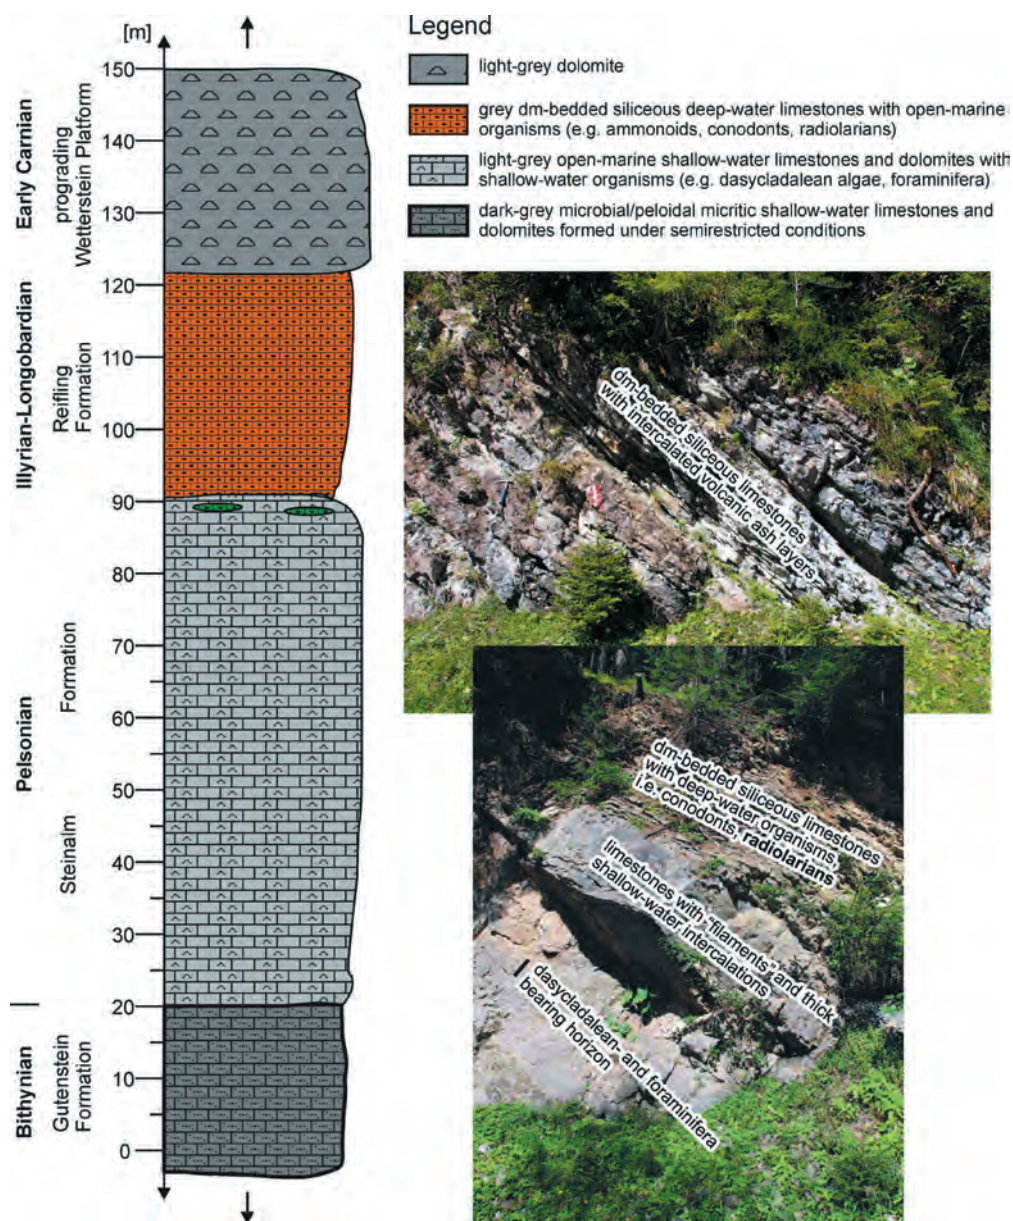 [m]
150
140
130
120
110
100
90
80
70
60
50
40
30
20
10
0
Early Carnian
prograding
Wetterstein Platform
Illyrian-Longobardian
Reifling
Formation
Pelsonian
Steinalm Formation
Bithynian
Gutenstein
Formation
Legend
light-grey dolomite
grey dm-bedded siliceous deep-water limestones with open-marine
organisms (e.g. ammonoids, conodonts, radiolarians)
light-grey open-marine shallow-water limestones and dolomites with
shallow-water organisms (e.g. dasycladalean algae, foraminifera)
dark-grey microbial/peloidal micritic shallow-water limestones and
dolomites formed under semirestricted conditions
dm-bedded siliceous limestones
with intercalated volcanic ash layers
dm-bedded siliceous limestones
with deep-water organisms,
i.e. conodonts, radiolarians
limestones with "filaments" and thick
shallow-water intercalations
dasycladalean- and foraminifera
bearing horizon